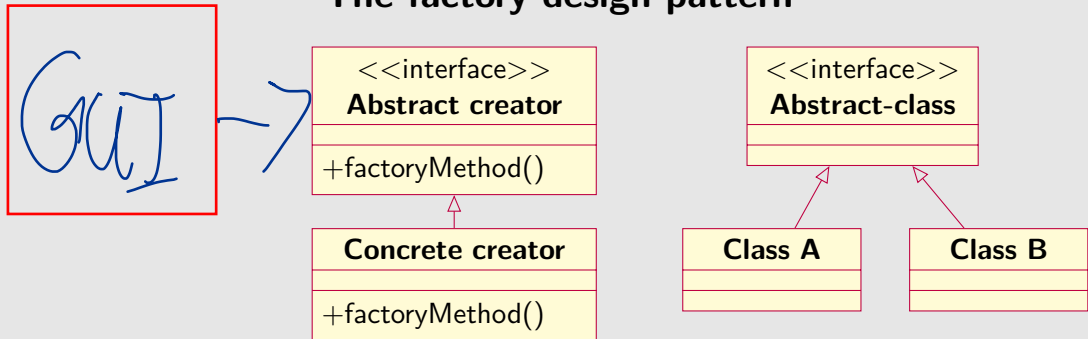 The factory design pattern
GUI
<<interface>>
Abstract creator
+factoryMethod()
Concrete creator
+factoryMethod()
<<interface>>
Abstract-class
Class A
Class B